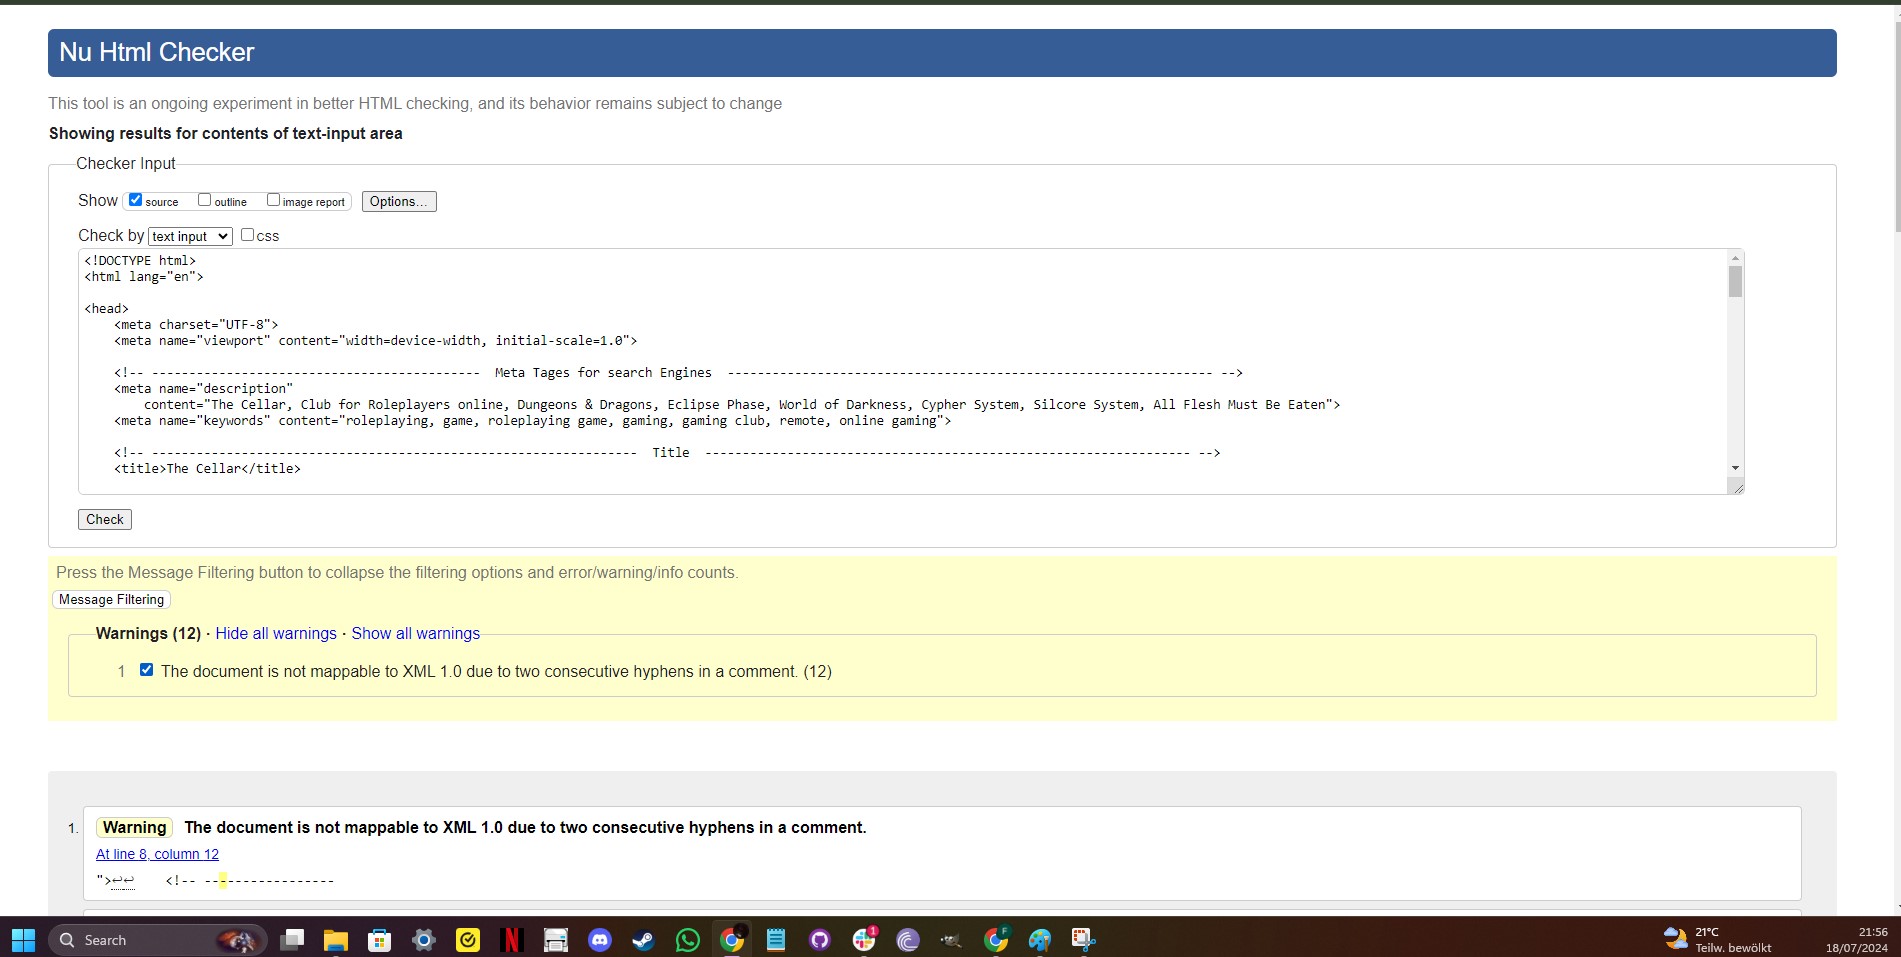 Nu Html Checker
This tool is an ongoing experiment in better HTML checking, and its behavior remains subject to change
Showing results for contents of text-input area
Checker Input
Show source outline image report Options...
Check by text input css
<!DOCTYPE html>
<html lang="en">
<head>
<meta charset="UTF-8">
<meta name="viewport" content="width=device-width, initial-scale=1.0">
<!-- -------------------------------------------- Meta Tages for search Engines ----------------------------------------------------------------- -->
<meta name="description"
content="The Cellar, Club for Roleplayers online, Dungeons & Dragons, Eclipse Phase, World of Darkness, Cypher System, Silcore System, All Flesh Must Be Eaten">
<meta name="keywords" content="roleplaying, game, roleplaying game, gaming, gaming club, remote, online gaming">
<!-- ----------------------------------------------------------------- Title ----------------------------------------------------------------- -->
<title>The Cellar</title>
Check
Press the Message Filtering button to collapse the filtering options and error/warning/info counts.
Message Filtering
Warnings (12) · Hide all warnings · Show all warnings
1 The document is not mappable to XML 1.0 due to two consecutive hyphens in a comment. (12)
1. Warning The document is not mappable to XML 1.0 due to two consecutive hyphens in a comment.
At line 8, column 12
">↩↩ <!-- -----------------
Search
1
F
21°C
Teilw. bewölkt
21:56
18/07/2024